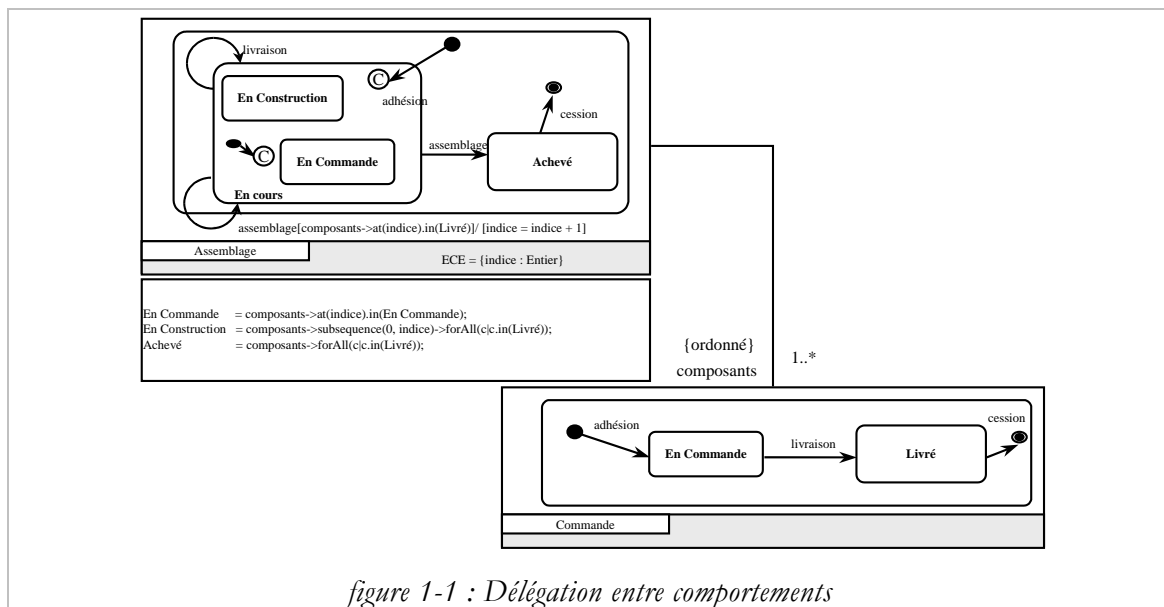 livraison
C
En Construction
adhésion
cession
C
En Commande
assemblage
Achevé
En cours
assemblage[composants->at(indice).in(Livré)]/ [indice = indice + 1]
Assemblage
ECE = {indice : Entier}
En Commande = composants->at(indice).in(En Commande);
En Construction = composants->subsequence(0, indice)->forAll(c|c.in(Livré));
Achevé = composants->forAll(c|c.in(Livré));
{ordonné}
composants
1..*
adhésion
cession
En Commande
livraison
Livré
Commande
figure 1-1 : Délégation entre comportements